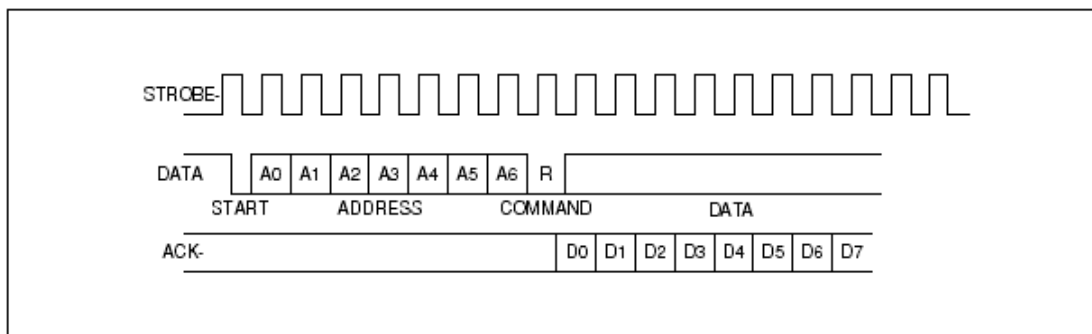 STROBE-
DATA A0 A1 A2 A3 A4 A5 A6 R
START ADDRESS COMMAND DATA
ACK- D0 D1 D2 D3 D4 D5 D6 D7